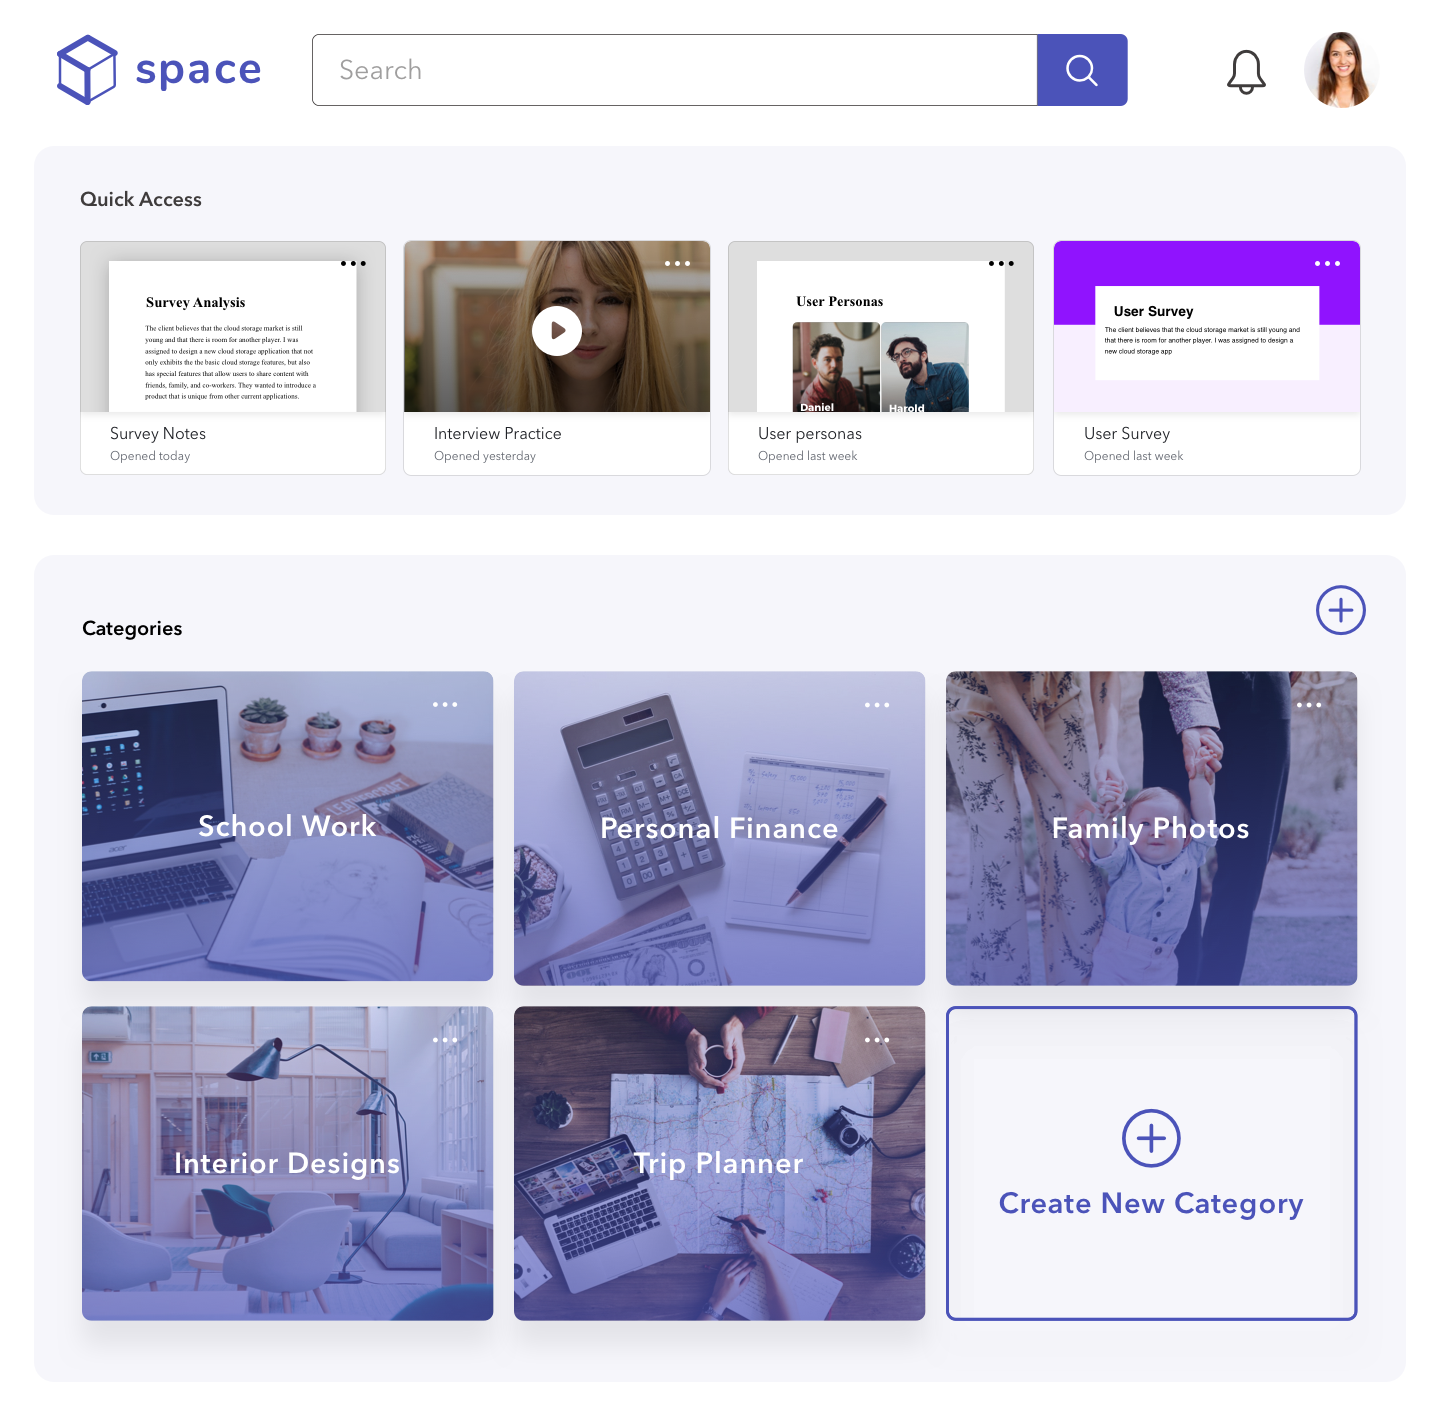 space
Search
Quick Access
Survey Analysis
The client believes that the cloud storage market is still
young and that there is room for another player. I was
assigned to design a new cloud storage application that not
only exhibits the the basic cloud storage features, but also
has special features that allow users to share content with
friends, family, and co-workers. They wanted to introduce a
product that is unique from other current applications.
Survey Notes
Opened today
Interview Practice
Opened yesterday
User Personas
Daniel
Harold
User personas
Opened last week
User Survey
The client believes that the cloud storage market is still young and
that there is room for another player. I was assigned to design a
new cloud storage app
User Survey
Opened last week
Categories
School Work
acer
Personal Finance
Family Photos
Interior Designs
Trip Planner
Create New Category